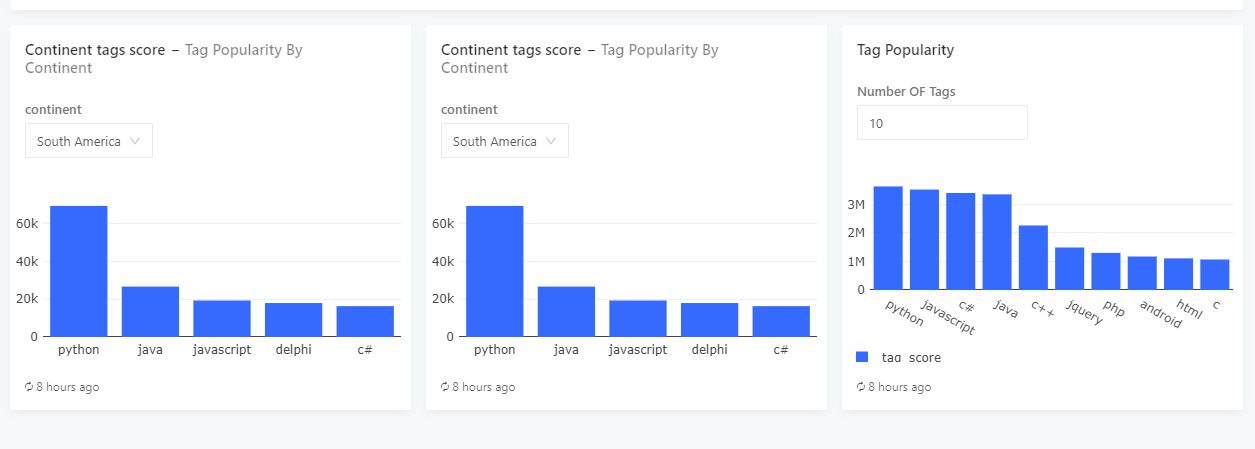 Continent tags score – Tag Popularity By
Continent
continent
South America
60k
40k
20k
0
python java javascript delphi c#
8 hours ago
Continent tags score – Tag Popularity By
Continent
continent
South America
60k
40k
20k
0
python java javascript delphi c#
8 hours ago
Tag Popularity
Number OF Tags
10
3M
2M
1M
0
python javascript c# java c++ jquery php android html c
tag_score
8 hours ago